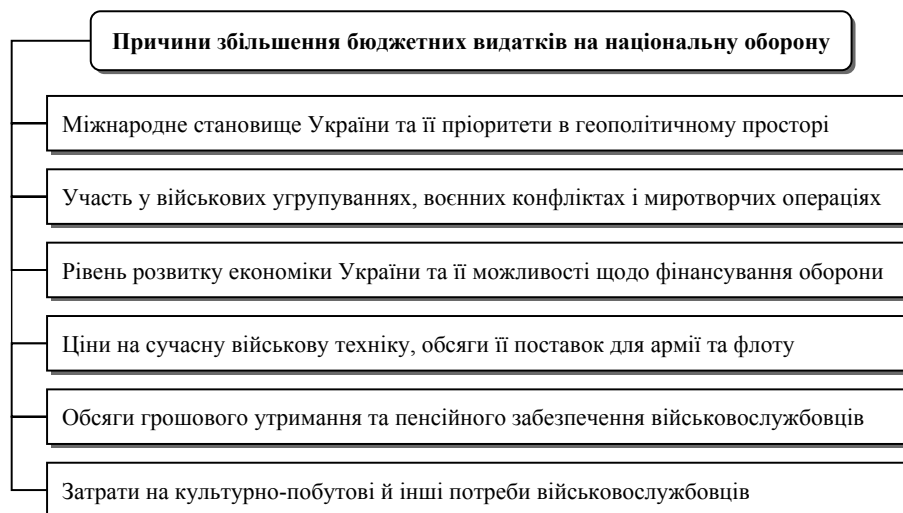 Причини збільшення бюджетних видатків на національну оборону
Міжнародне становище України та її пріоритети в геополітичному просторі
Участь у військових угрупуваннях, воєнних конфліктах і миротворчих операціях
Рівень розвитку економіки України та її можливості щодо фінансування оборони
Ціни на сучасну військову техніку, обсяги її поставок для армії та флоту
Обсяги грошового утримання та пенсійного забезпечення військовослужбовців
Затрати на культурно-побутові й інші потреби військовослужбовців